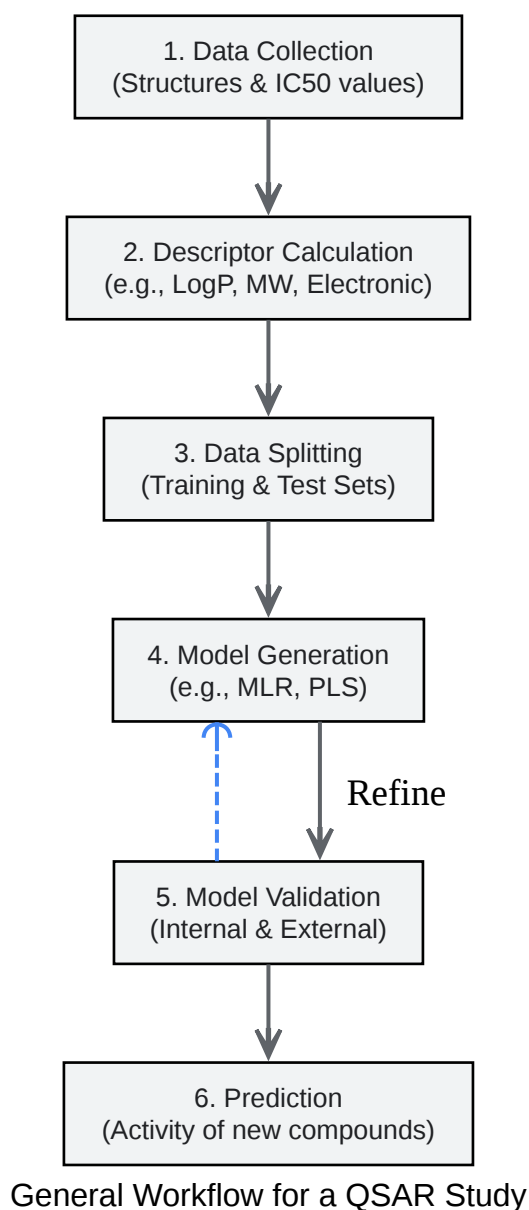 1. Data Collection
(Structures & IC50 values)
2. Descriptor Calculation
(e.g., LogP, MW, Electronic)
3. Data Splitting
(Training & Test Sets)
4. Model Generation
(e.g., MLR, PLS)
Refine
5. Model Validation
(Internal & External)
6. Prediction
(Activity of new compounds)
General Workflow for a QSAR Study